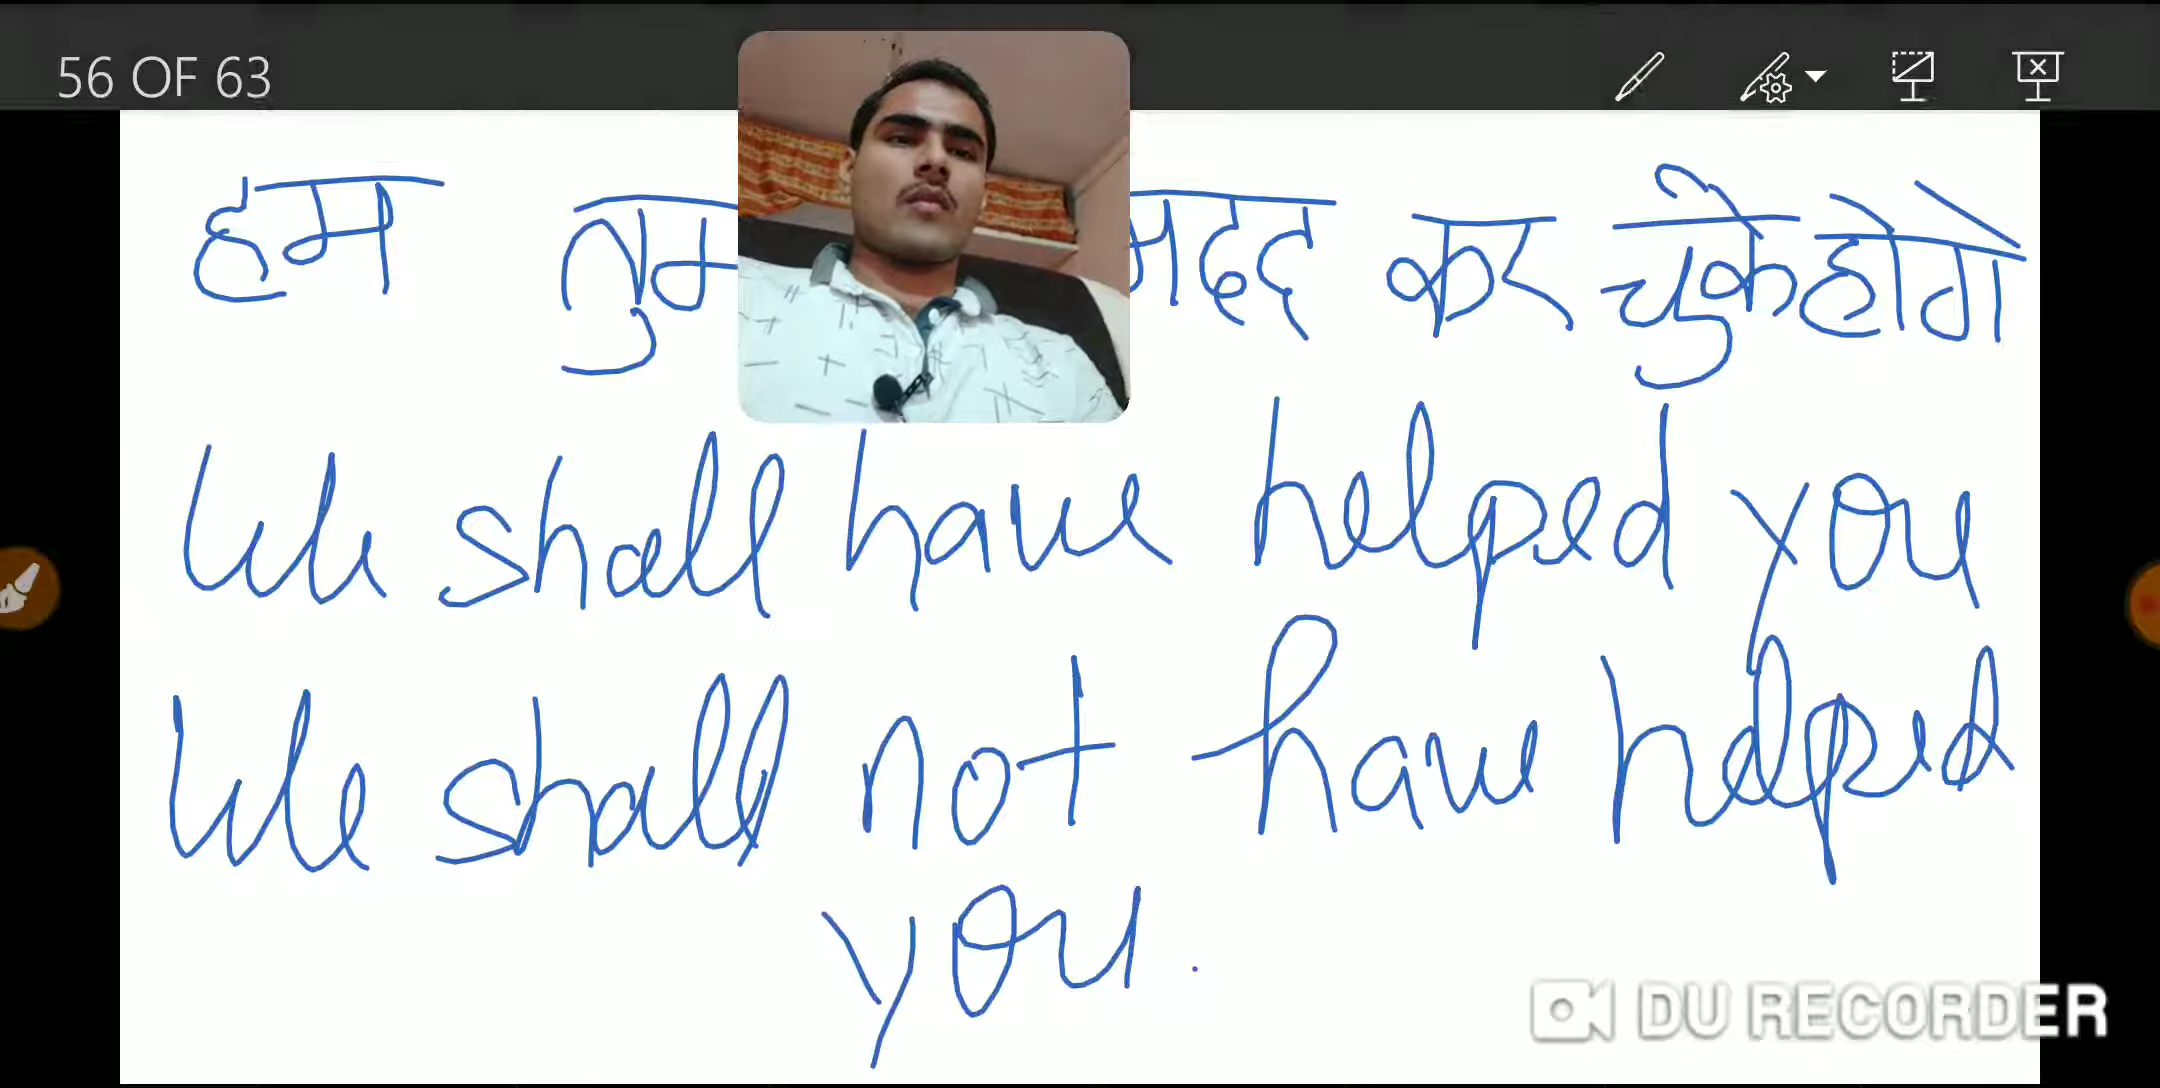 56 OF 63
हम तुम मदद कर चुके होंगे
We shall have helped you
We shall not have helped
you.
DU RECORDER